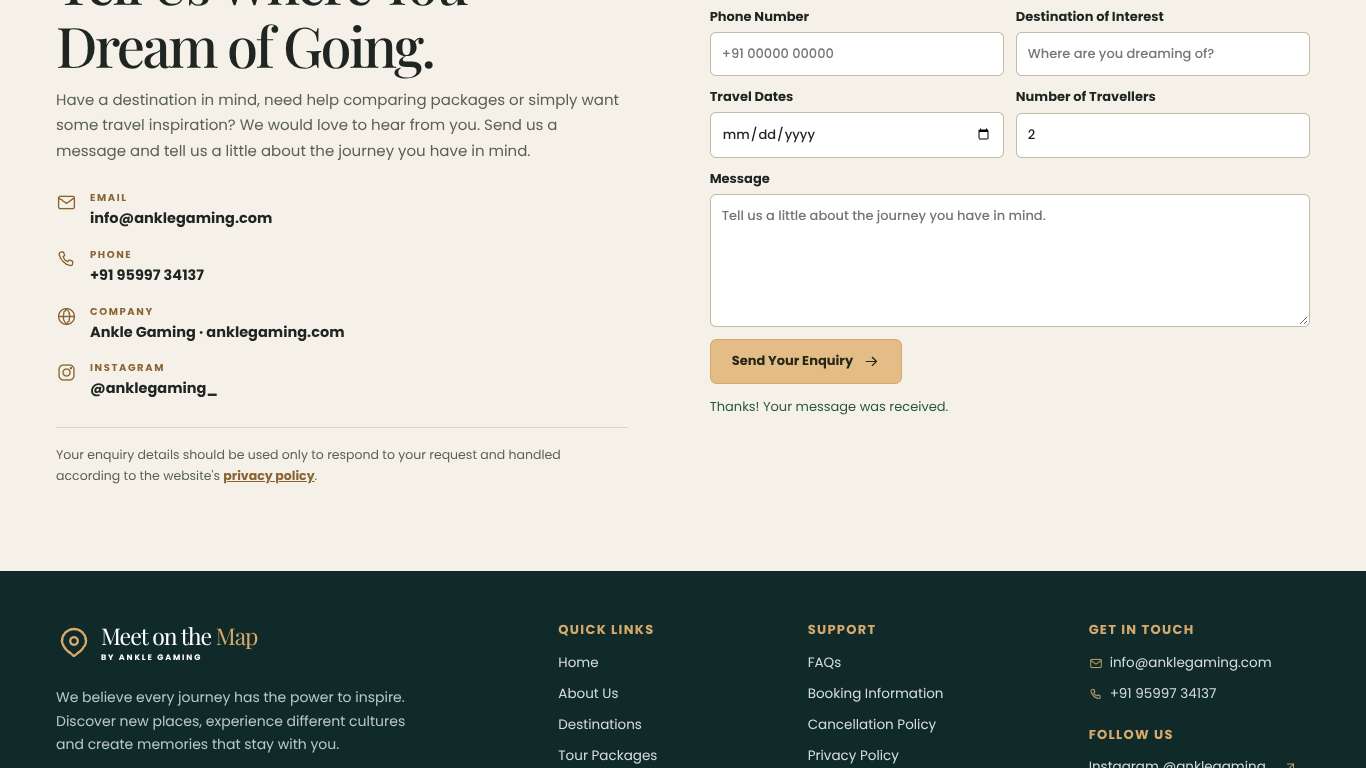 Tell Us Where You
Dream of Going.
Have a destination in mind, need help comparing packages or simply want
some travel inspiration? We would love to hear from you. Send us a
message and tell us a little about the journey you have in mind.
EMAIL
info@anklegaming.com
PHONE
+91 95997 34137
COMPANY
Ankle Gaming · anklegaming.com
INSTAGRAM
@anklegaming_
Your enquiry details should be used only to respond to your request and handled
according to the website's privacy policy.
Phone Number
+91 00000 00000
Destination of Interest
Where are you dreaming of?
Travel Dates
mm/dd/yyyy
Number of Travellers
2
Message
Tell us a little about the journey you have in mind.
Send Your Enquiry →
Thanks! Your message was received.
Meet on the Map
BY ANKLE GAMING
We believe every journey has the power to inspire.
Discover new places, experience different cultures
and create memories that stay with you.
QUICK LINKS
Home
About Us
Destinations
Tour Packages
SUPPORT
FAQs
Booking Information
Cancellation Policy
Privacy Policy
GET IN TOUCH
info@anklegaming.com
+91 95997 34137
FOLLOW US
Instagram @anklegaming_